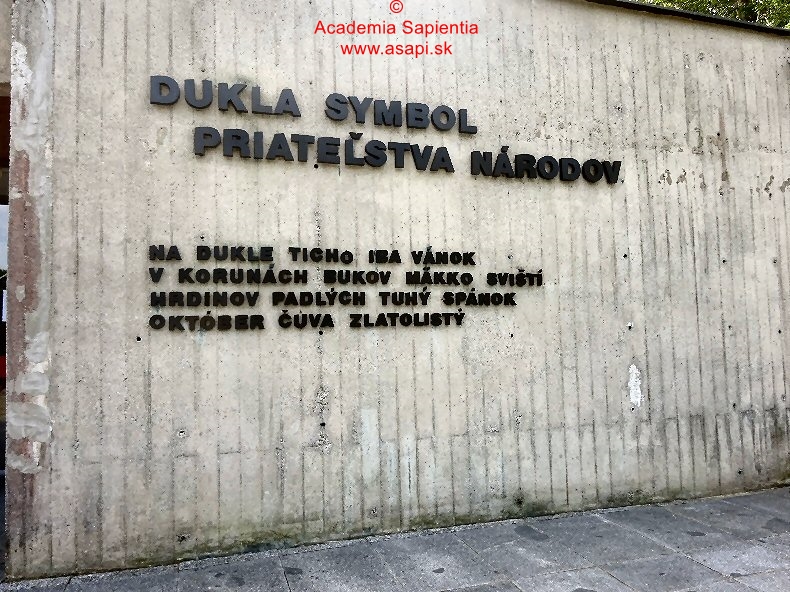 ©
Academia Sapientia
www.asapi.sk
DUKLA SYMBOL
PRIATEĽSTVA NÁRODOV
NA DUKLE TICHO IBA VÁNOK
V KORUNÁCH BUKOV MÄKKO SVIŠTÍ
HRDINOV PADLÝCH TUHÝ SPÁNOK
OKTÓBER ČUVA ZLATOLISTÝ